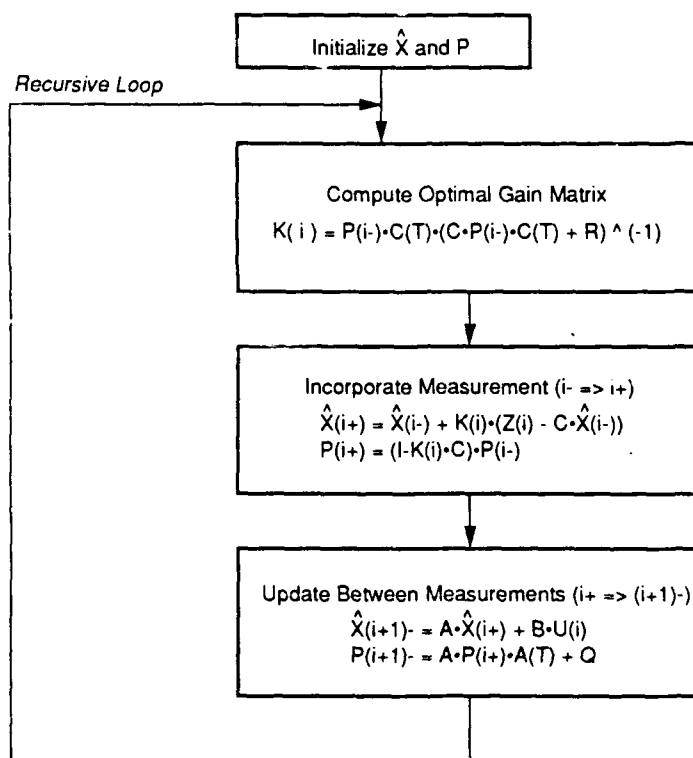 Initialize X̂ and P
Recursive Loop
Compute Optimal Gain Matrix
K( i ) = P(i-)•C(T)•(C•P(i-)•C(T) + R) ^ (-1)
Incorporate Measurement (i- => i+)
X̂(i+) = X̂(i-) + K(i)•(Z(i) - C•X̂(i-))
P(i+) = (I-K(i)•C)•P(i-)
Update Between Measurements (i+ => (i+1)-)
X̂(i+1)- = A•X̂(i+) + B•U(i)
P(i+1)- = A•P(i+)•A(T) + Q